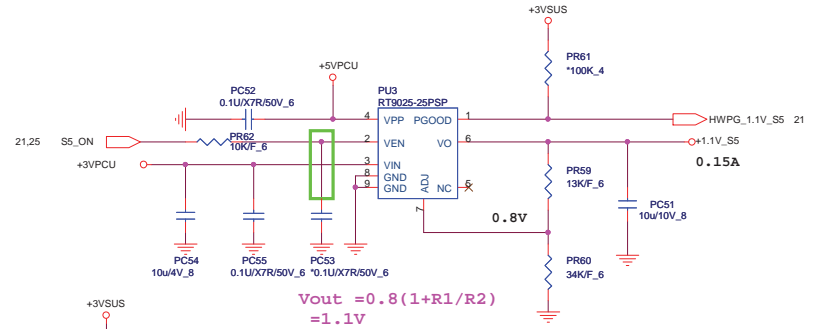 +3VSUS
PR61
*100K_4
+5VPCU
PC52
0.1U/X7R/50V_6
PU3
RT9025-25PSP
4 VPP PGOOD 1
HWPG_1.1V_S5 21
21,25 S5_ON
PR62
10K/F_6
2 VEN VO 6
+1.1V_S5
0.15A
+3VPCU
3 VIN
8 GND
9 GND
ADJ
NC 5
7
PR59
13K/F_6
PC51
10u/10V_8
0.8V
PC54
10u/4V_8
PC55
0.1U/X7R/50V_6
PC53
*0.1U/X7R/50V_6
PR60
34K/F_6
Vout =0.8(1+R1/R2)
=1.1V
+3VSUS